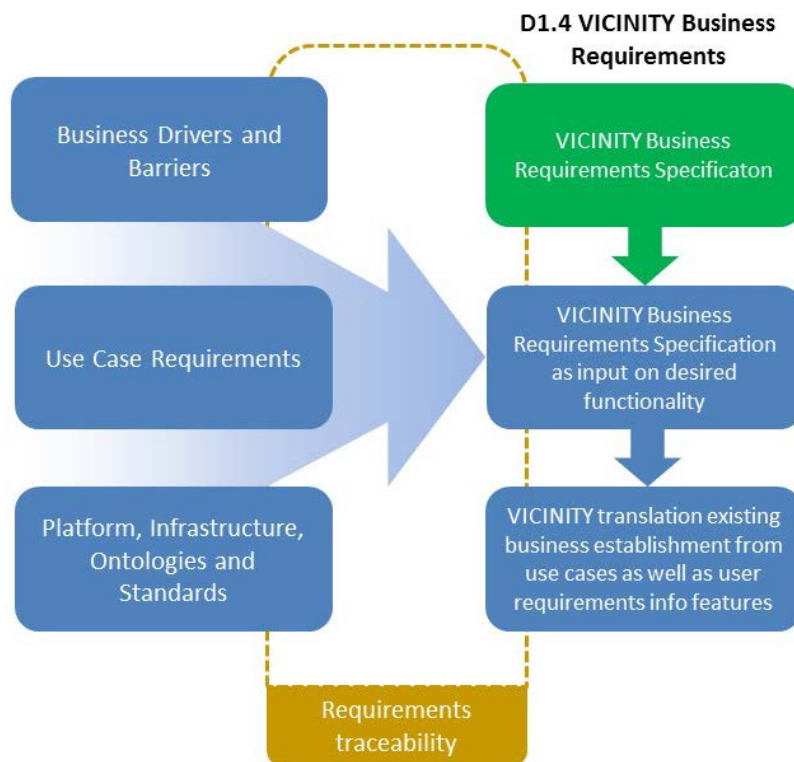 D1.4 VICINITY Business
Requirements
Business Drivers and
Barriers
VICINITY Business
Requirements Specificaton
Use Case Requirements
VICINITY Business
Requirements Specification
as input on desired
functionality
Platform, Infrastructure,
Ontologies and
Standards
VICINITY translation existing
business establishment from
use cases as well as user
requirements info features
Requirements
traceability